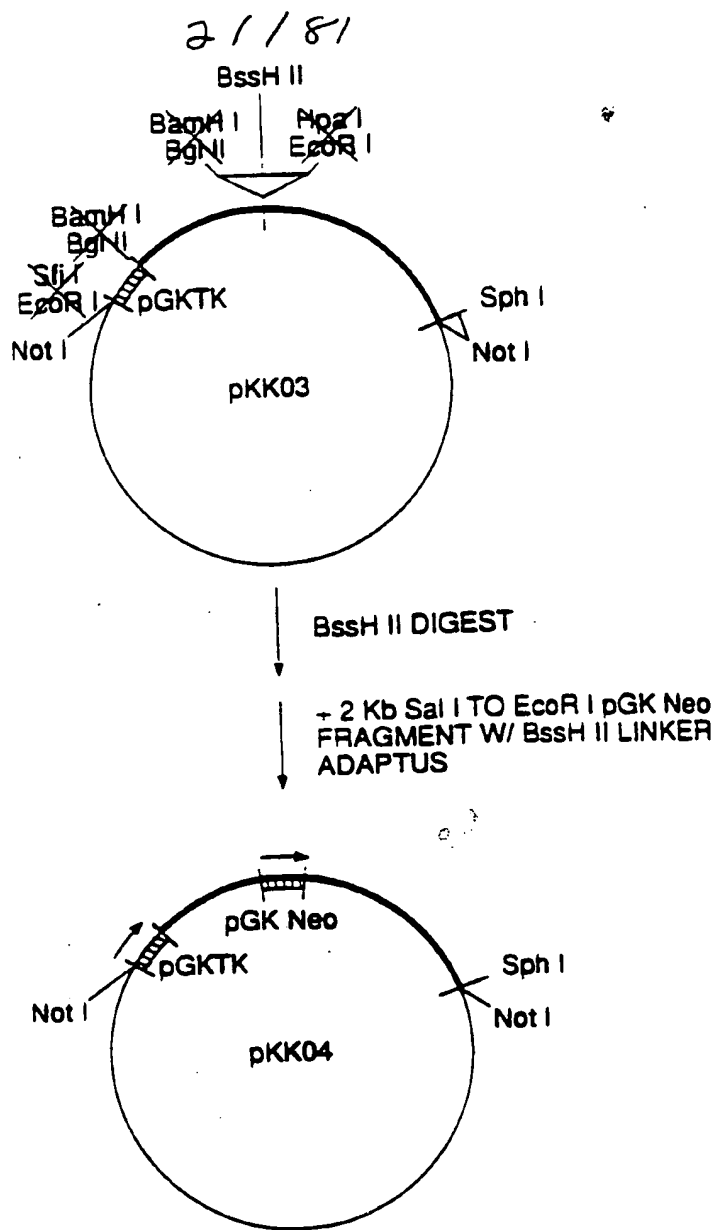 21/81
BssH II
BamH I
Bgl II
Hpa I
EcoR I
BamH I
Bgl II
Sfi I
EcoR I
pGKTK
Not I
Sph I
Not I
pKK03
BssH II DIGEST
+ 2 Kb Sal I TO EcoR I pGK Neo
FRAGMENT W/ BssH II LINKER
ADAPTUS
pGK Neo
pGKTK
Not I
Sph I
Not I
pKK04